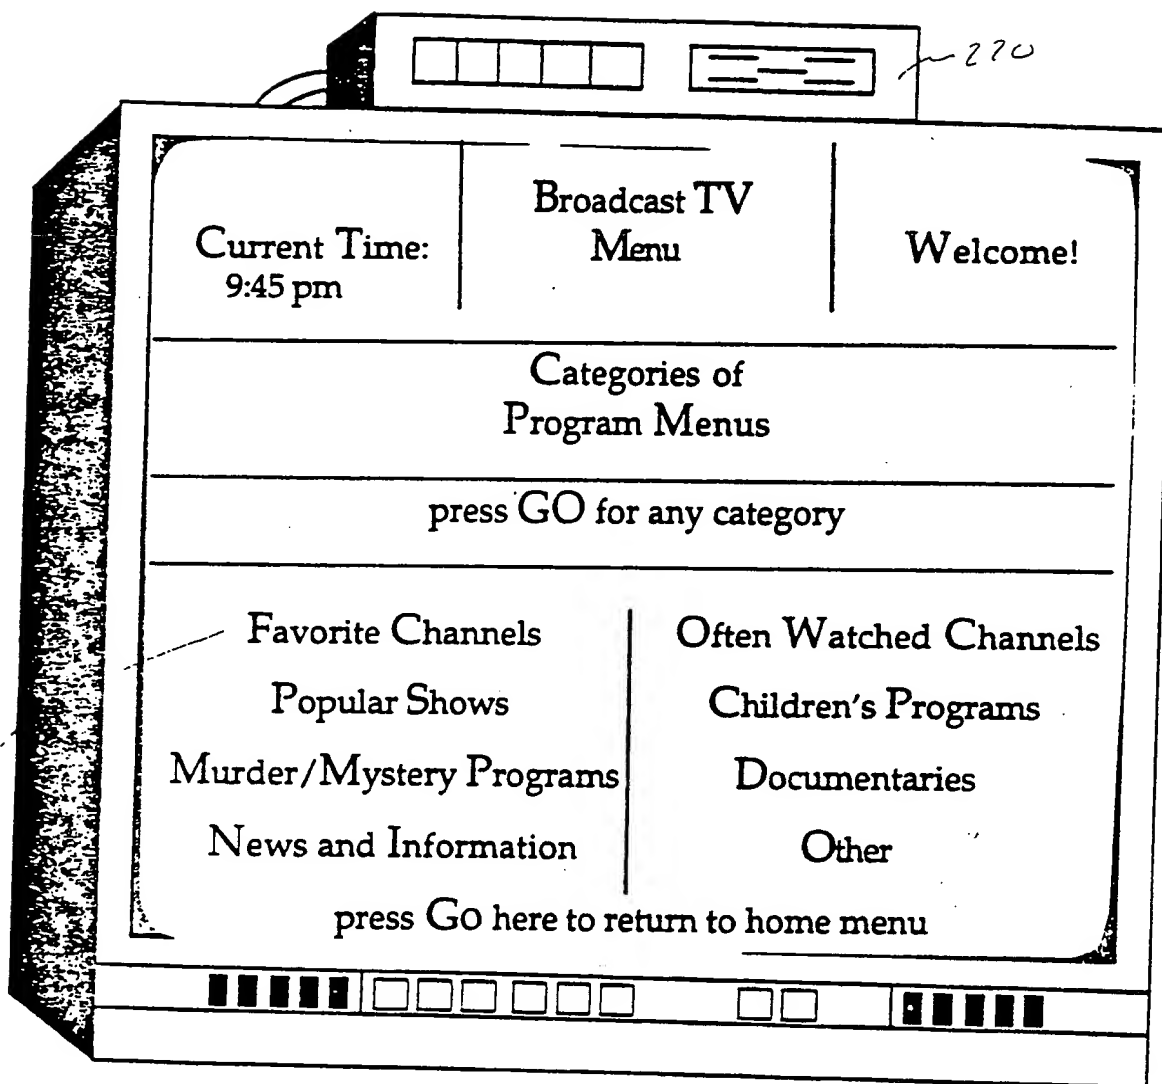 220
Broadcast TV
Menu
Current Time:
9:45 pm
Welcome!
Categories of
Program Menus
press GO for any category
Favorite Channels
Often Watched Channels
Popular Shows
Children's Programs
Murder/Mystery Programs
Documentaries
News and Information
Other
press Go here to return to home menu